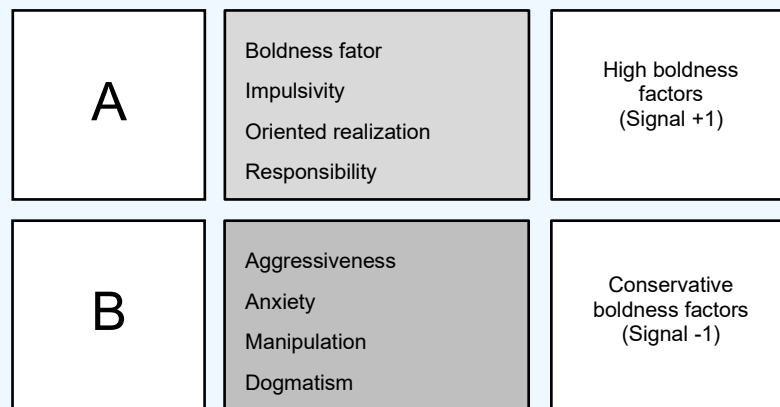 A
Boldness fator
Impulsivity
Oriented realization
Responsibility
High boldness
factors
(Signal +1)
B
Aggressiveness
Anxiety
Manipulation
Dogmatism
Conservative
boldness factors
(Signal -1)